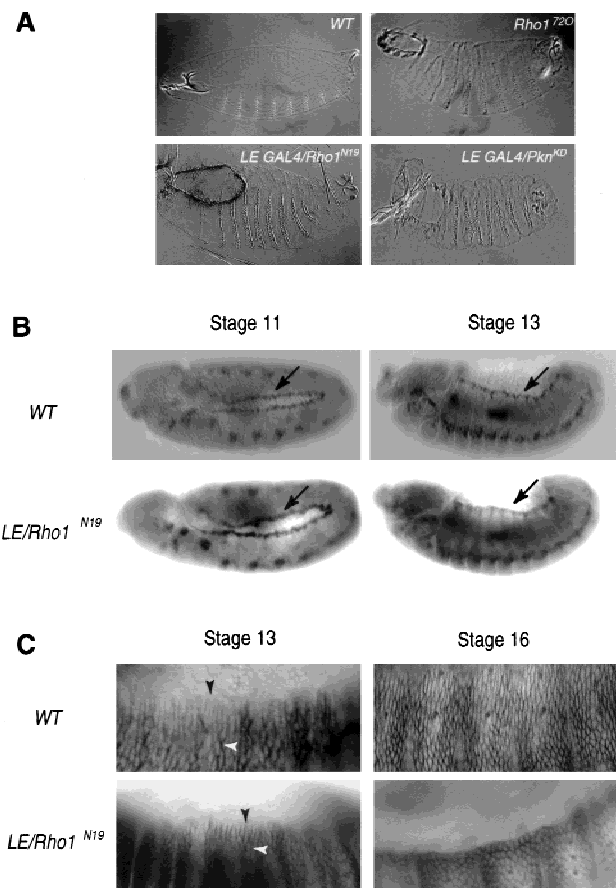 A
WT
Rho1 72O
LE GAL4/Rho1 N19
LE GAL4/Pkn KD
B
Stage 11
Stage 13
WT
LE/Rho1 N19
C
Stage 13
Stage 16
WT
LE/Rho1 N19